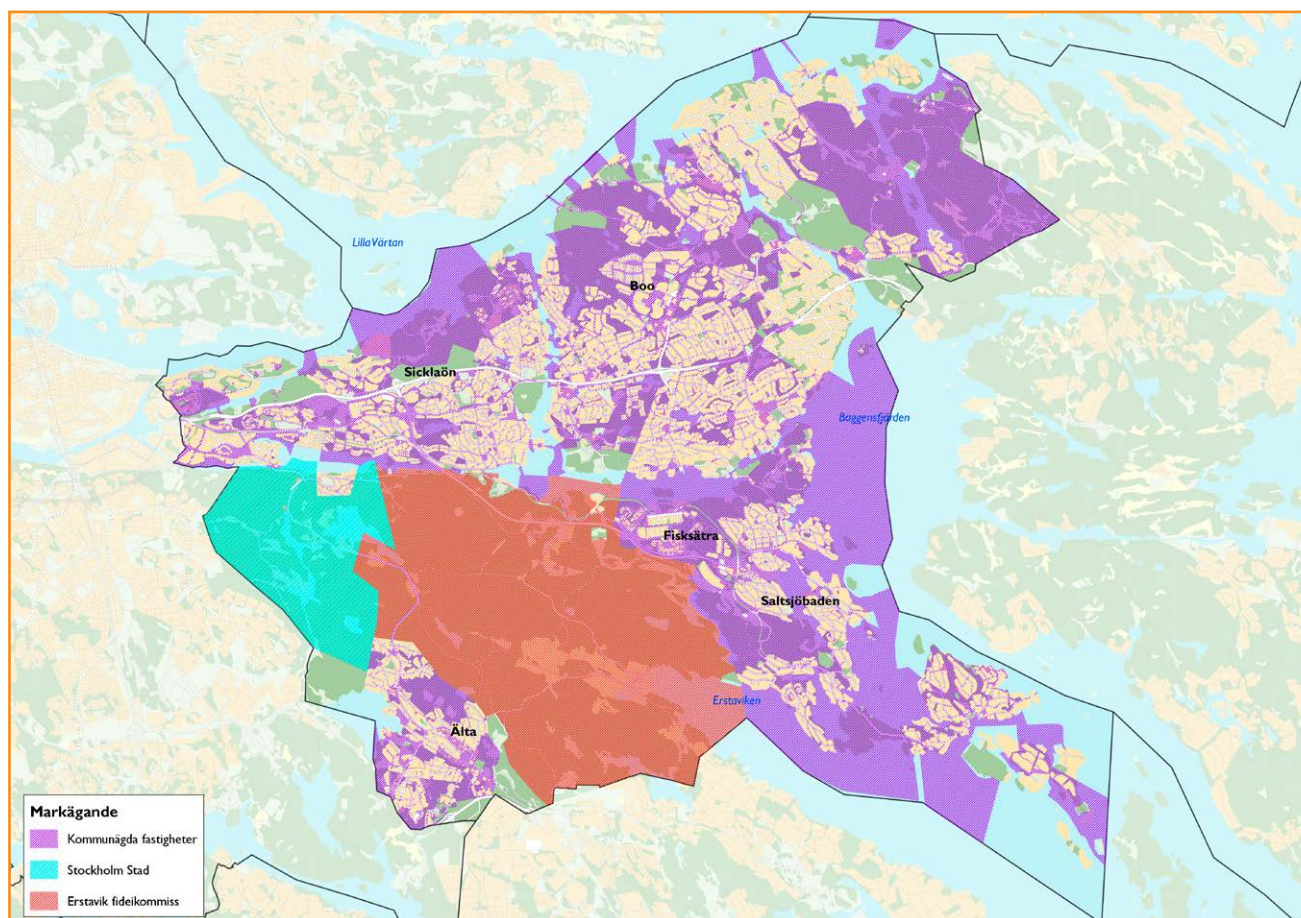 Lilla Värtan
Boo
Sicklaön
Baggensfjärden
Fisksätra
Saltsjöbaden
Erstaviken
Älta
Markägande
Kommunägda fastigheter
Stockholm Stad
Erstavik fideikommiss